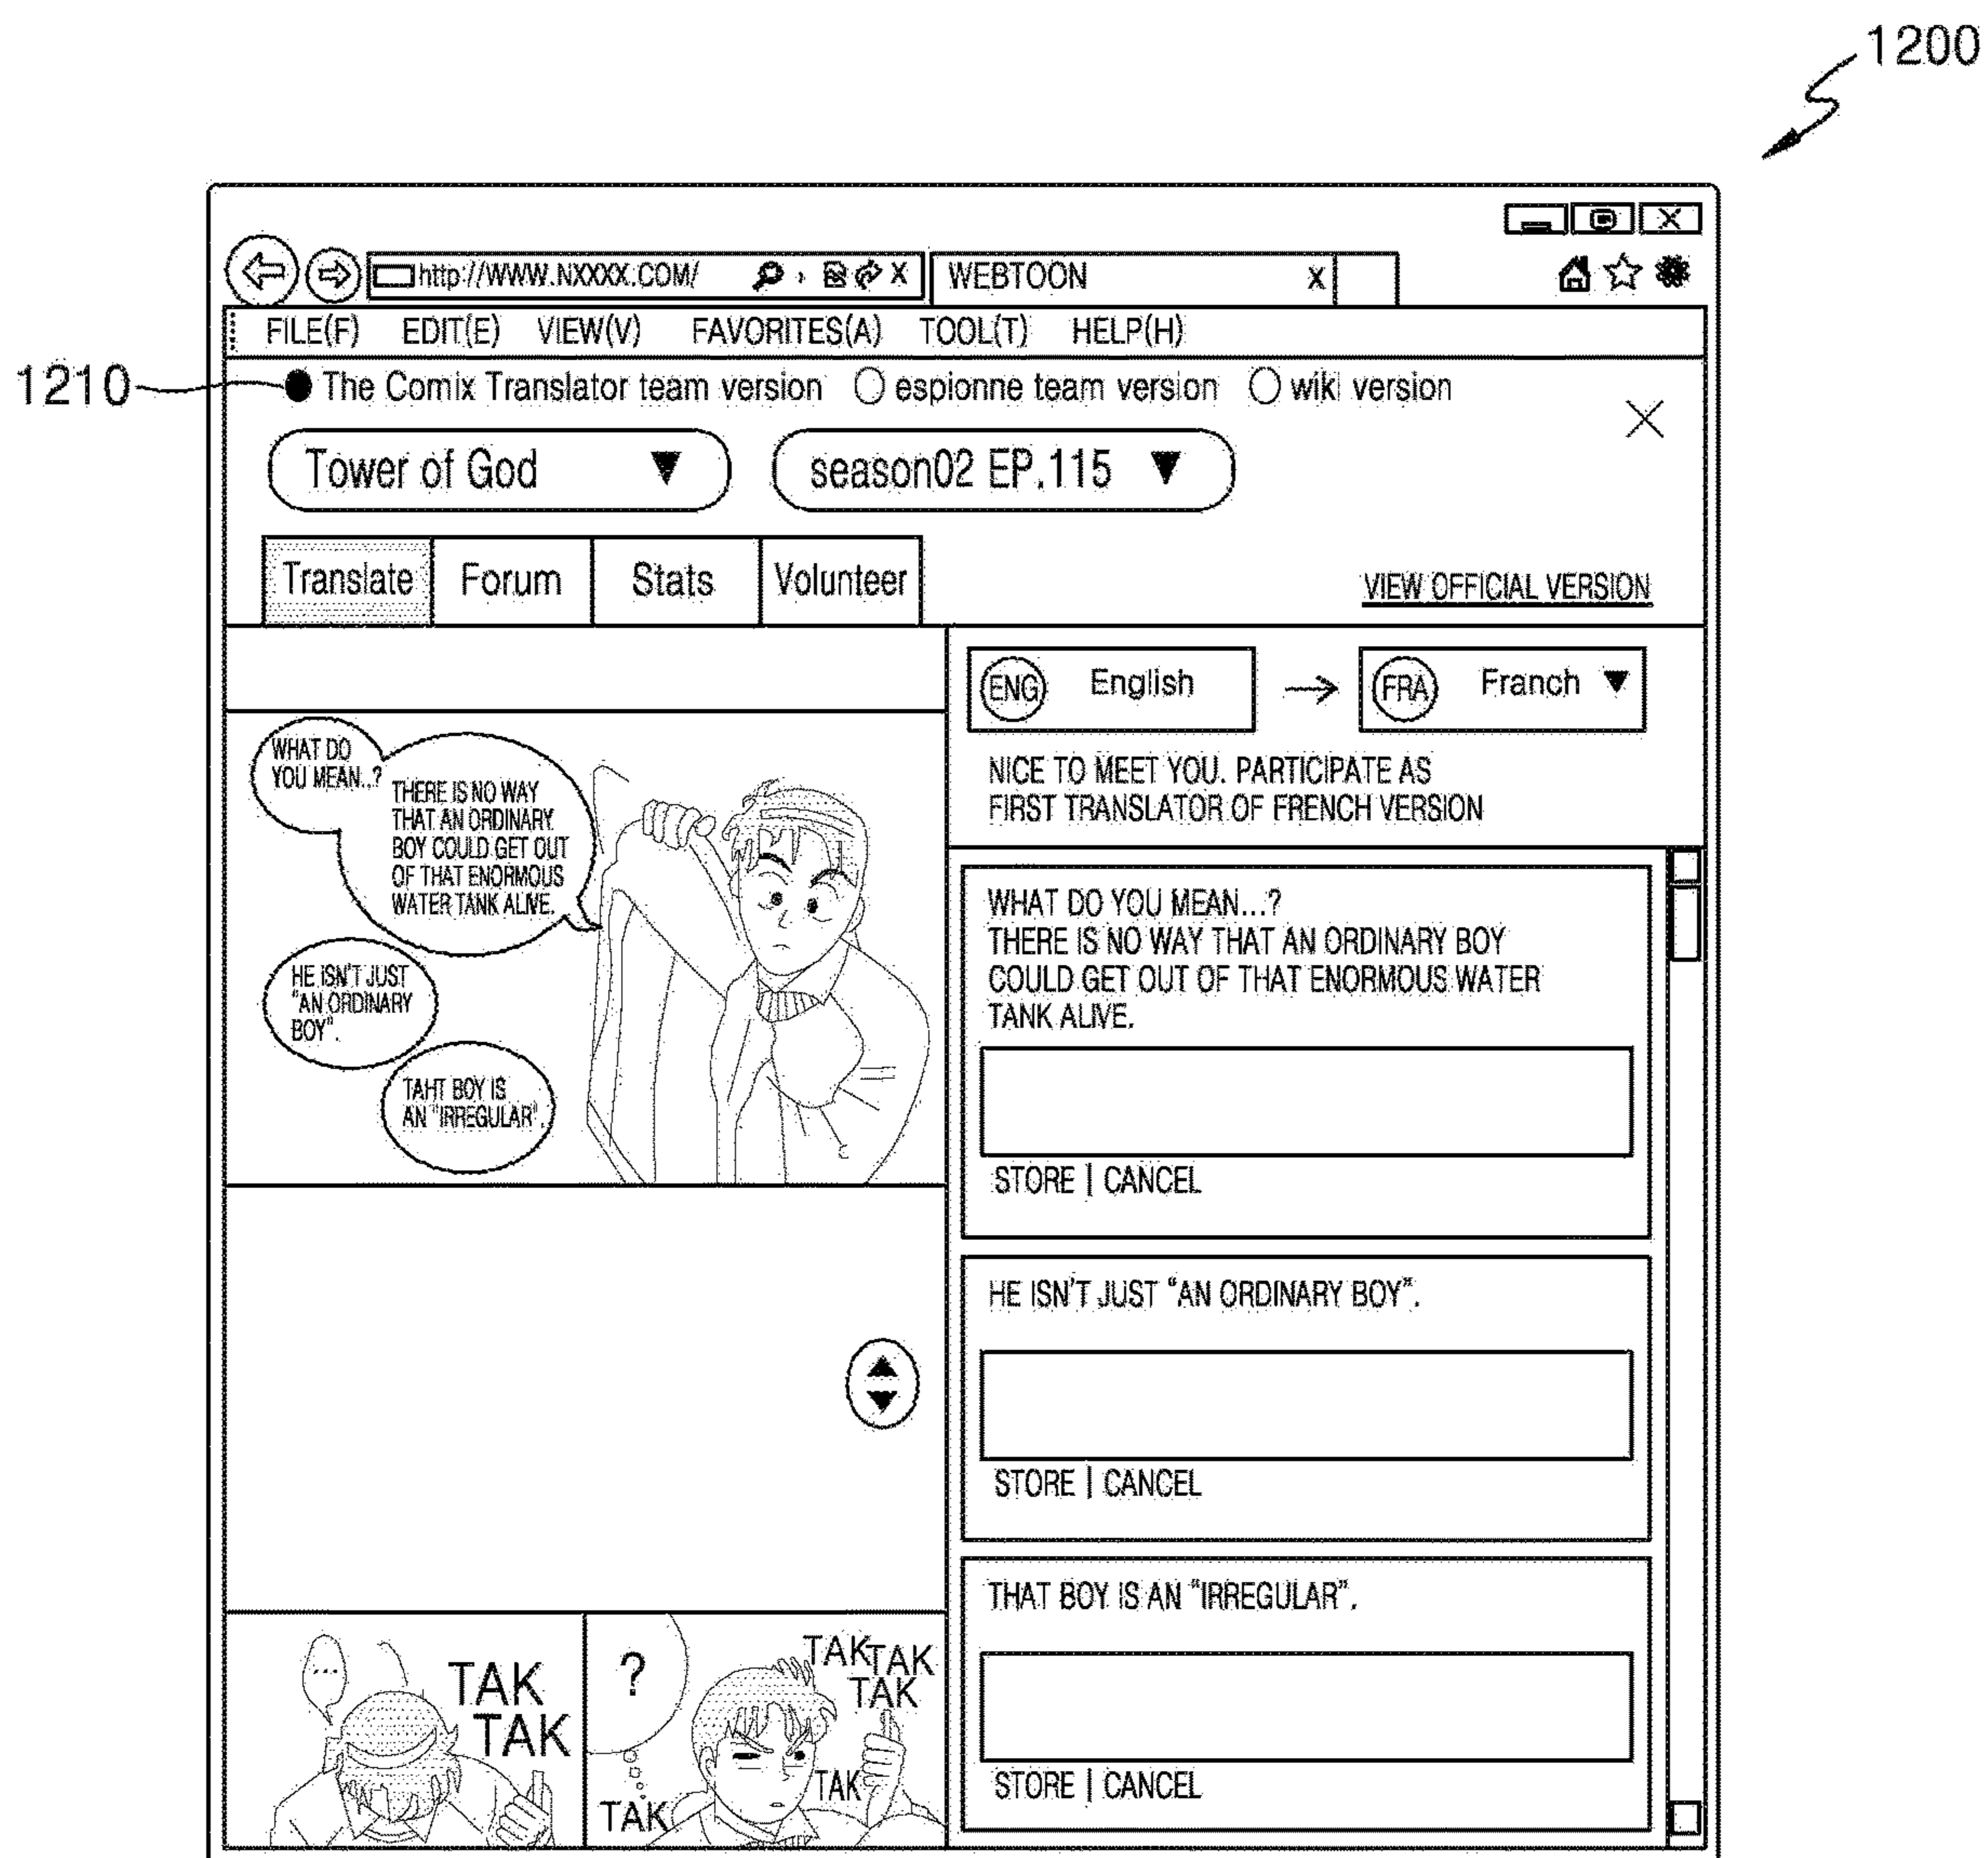 1200
http://WWW.NXXXX.COM/ X WEBTOON X
FILE(F) EDIT(E) VIEW(V) FAVORITES(A) TOOL(T) HELP(H)
1210
The Comix Translator team version espionne team version wiki version
Tower of God season02 EP.115
Translate Forum Stats Volunteer
VIEW OFFICIAL VERSION
ENG English → FRA Franch
NICE TO MEET YOU. PARTICIPATE AS
FIRST TRANSLATOR OF FRENCH VERSION
WHAT DO
YOU MEAN..?
THERE IS NO WAY
THAT AN ORDINARY
BOY COULD GET OUT
OF THAT ENORMOUS
WATER TANK ALIVE.
HE ISN'T JUST
"AN ORDINARY
BOY".
TAHT BOY IS
AN "IRREGULAR".
WHAT DO YOU MEAN...?
THERE IS NO WAY THAT AN ORDINARY BOY
COULD GET OUT OF THAT ENORMOUS WATER
TANK ALIVE.
STORE | CANCEL
HE ISN'T JUST "AN ORDINARY BOY".
STORE | CANCEL
THAT BOY IS AN "IRREGULAR".
STORE | CANCEL
...
TAK
TAK
?
TAK
TAK
TAK
TAK
TAK